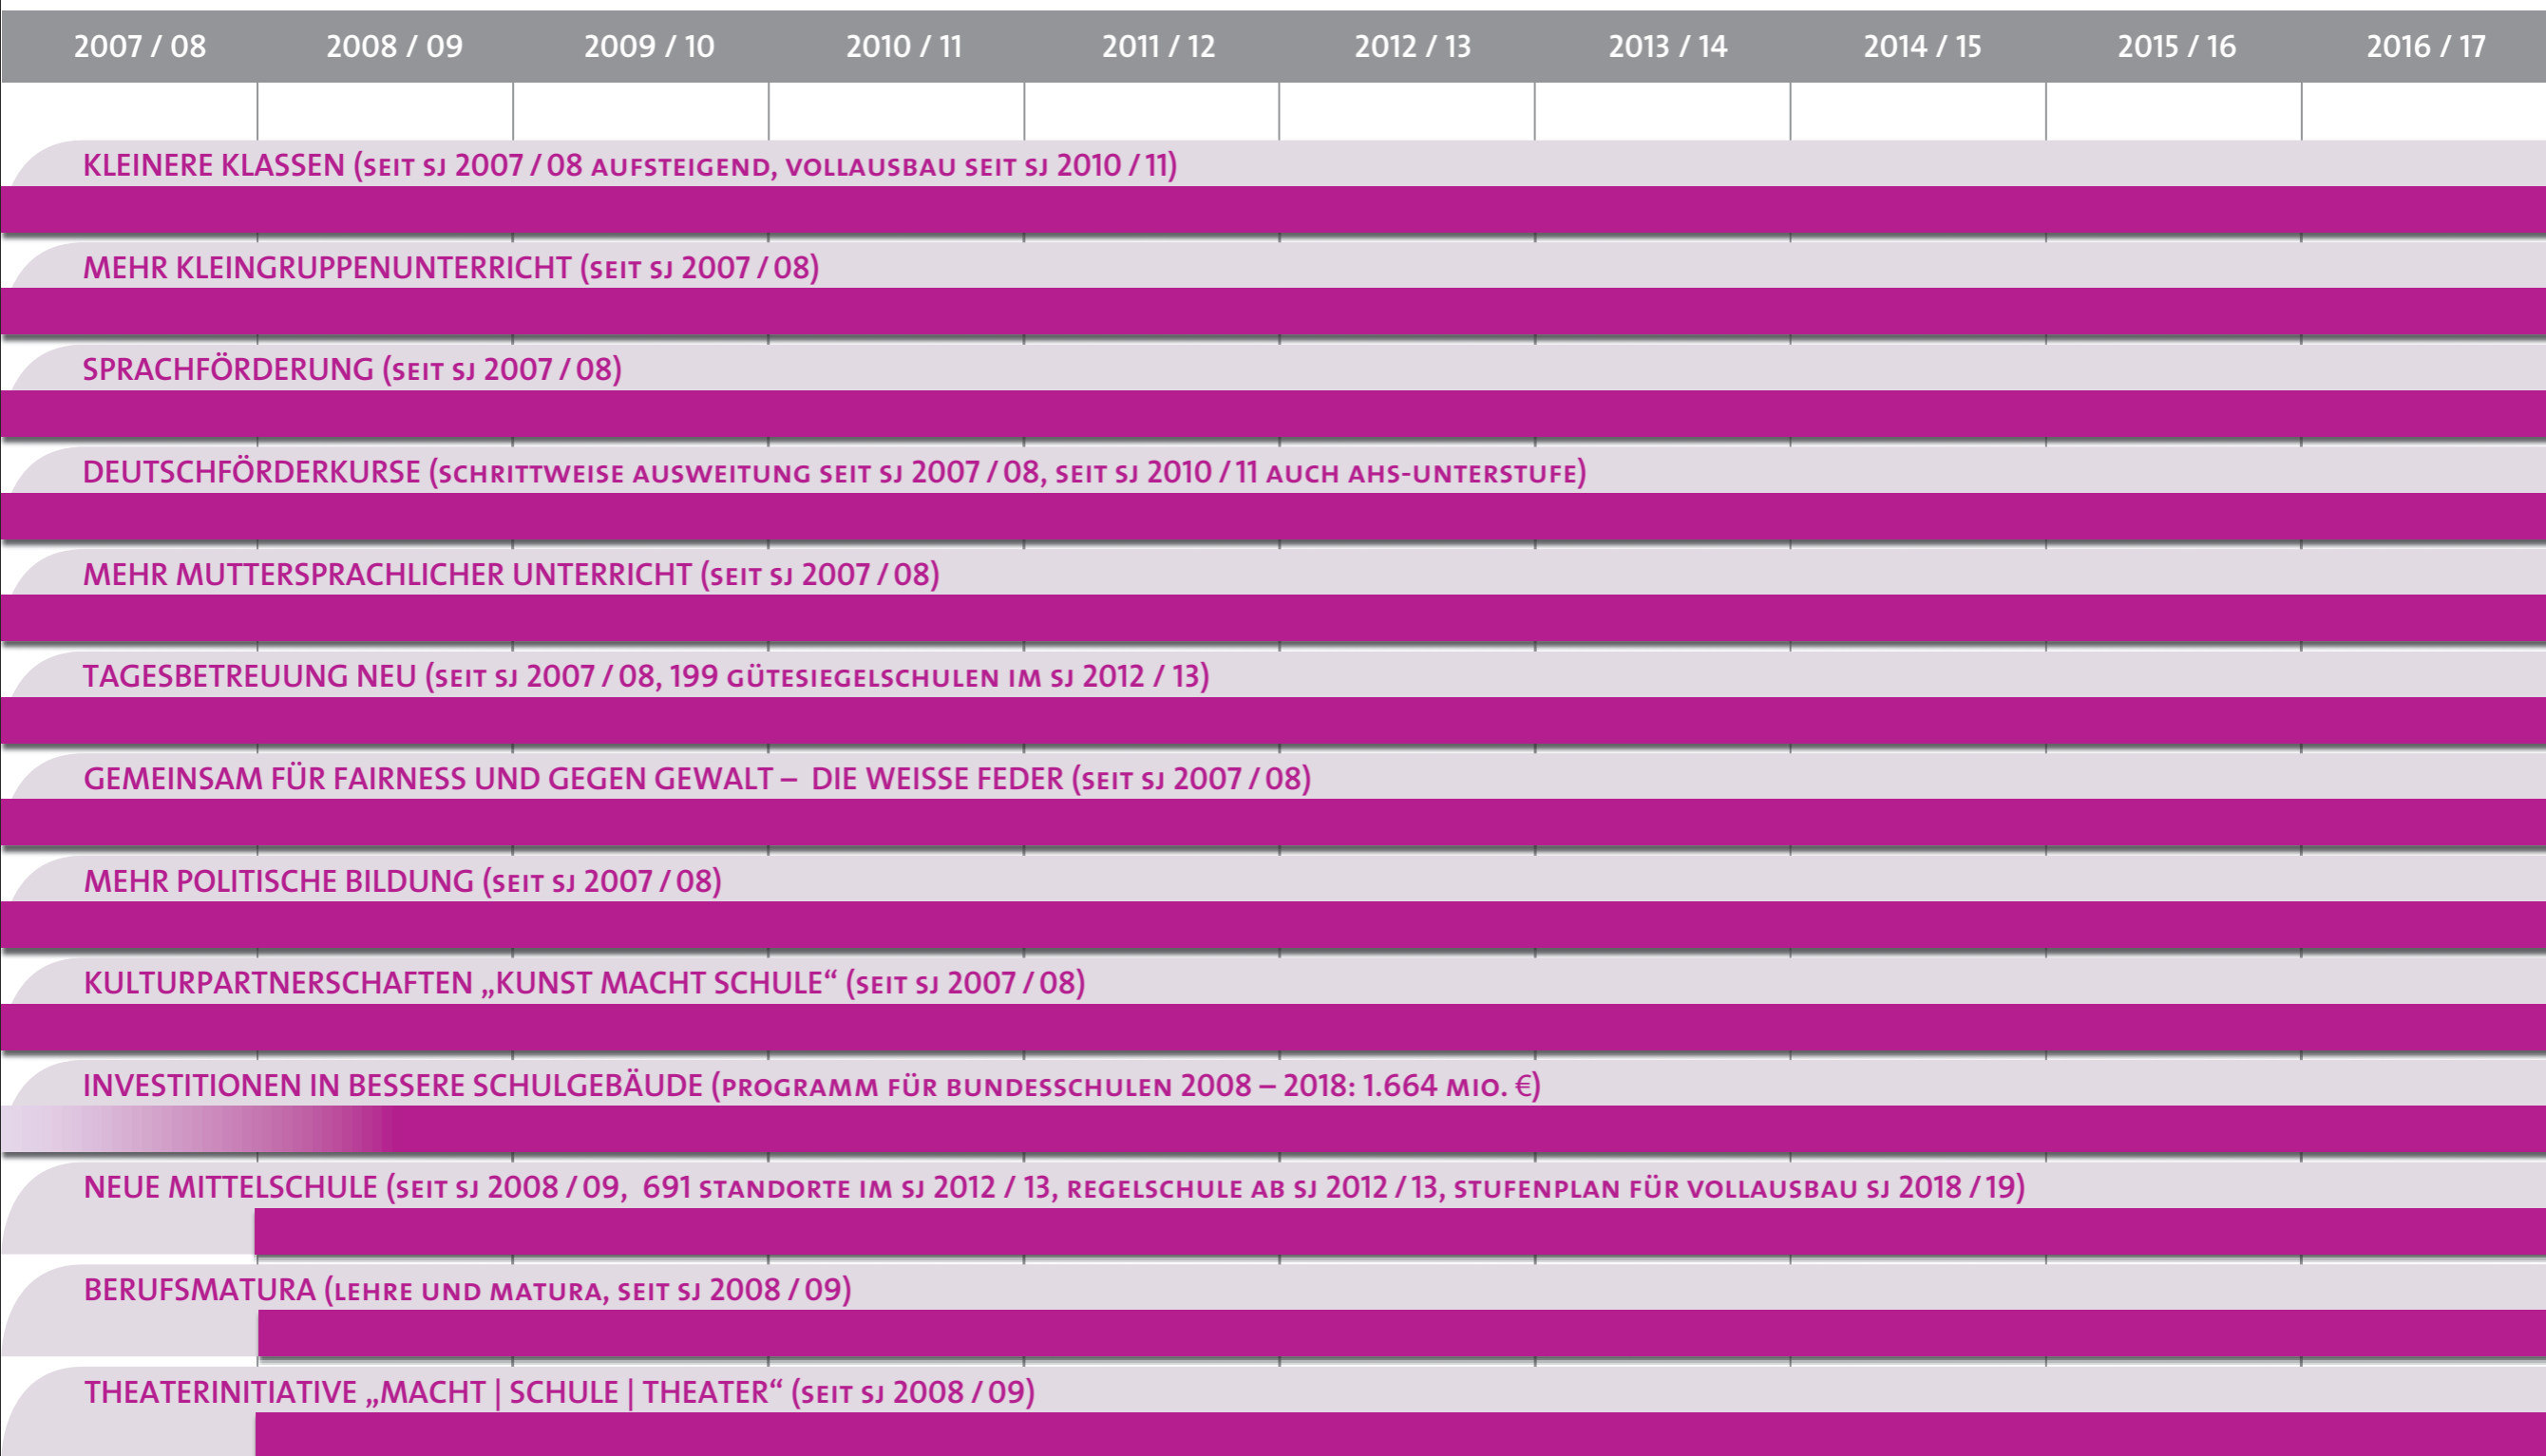 2007 / 08 2008 / 09 2009 / 10 2010 / 11 2011 / 12 2012 / 13 2013 / 14 2014 / 15 2015 / 16 2016 / 17
KLEINERE KLASSEN (SEIT SJ 2007 / 08 AUFSTEIGEND, VOLLAUSBAU SEIT SJ 2010 / 11)
MEHR KLEINGRUPPENUNTERRICHT (SEIT SJ 2007 / 08)
SPRACHFÖRDERUNG (SEIT SJ 2007 / 08)
DEUTSCHFÖRDERKURSE (SCHRITTWEISE AUSWEITUNG SEIT SJ 2007 / 08, SEIT SJ 2010 / 11 AUCH AHS-UNTERSTUFE)
MEHR MUTTERSPRACHLICHER UNTERRICHT (SEIT SJ 2007 / 08)
TAGESBETREUUNG NEU (SEIT SJ 2007 / 08, 199 GÜTESIEGELSCHULEN IM SJ 2012 / 13)
GEMEINSAM FÜR FAIRNESS UND GEGEN GEWALT – DIE WEISSE FEDER (SEIT SJ 2007 / 08)
MEHR POLITISCHE BILDUNG (SEIT SJ 2007 / 08)
KULTURPARTNERSCHAFTEN „KUNST MACHT SCHULE“ (SEIT SJ 2007 / 08)
INVESTITIONEN IN BESSERE SCHULGEBÄUDE (PROGRAMM FÜR BUNDESSCHULEN 2008 – 2018: 1.664 MIO. €)
NEUE MITTELSCHULE (SEIT SJ 2008 / 09, 691 STANDORTE IM SJ 2012 / 13, REGELSCHULE AB SJ 2012 / 13, STUFENPLAN FÜR VOLLAUSBAU SJ 2018 / 19)
BERUFSMATURA (LEHRE UND MATURA, SEIT SJ 2008 / 09)
THEATERINITIATIVE „MACHT | SCHULE | THEATER“ (SEIT SJ 2008 / 09)